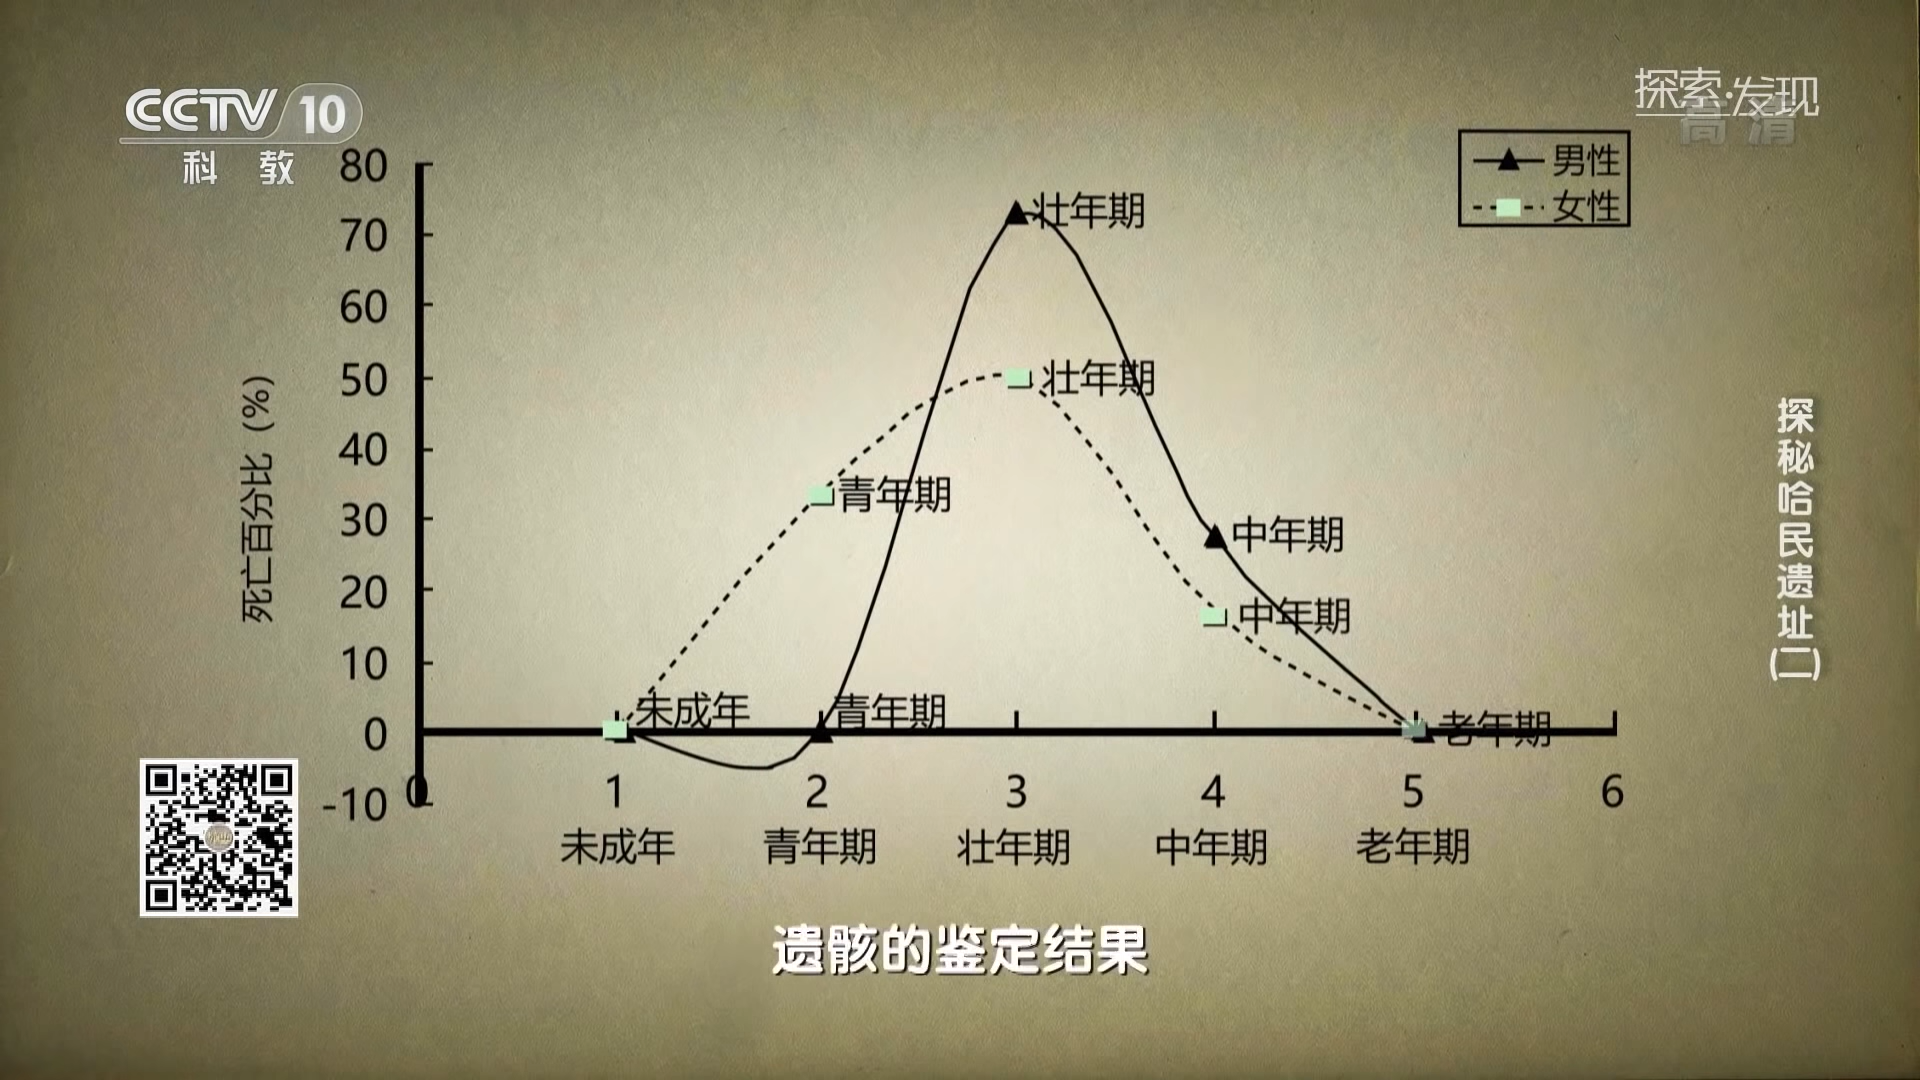 CCTV 10
科 教
探索·发现
高清
男性
女性
80
70
60
50
40
30
20
10
0
-10
死亡百分比（%）
壮年期
壮年期
青年期
中年期
中年期
未成年
青年期
老年期
0 1 2 3 4 5 6
未成年 青年期 壮年期 中年期 老年期
探秘哈民遗址(二)
遗骸的鉴定结果